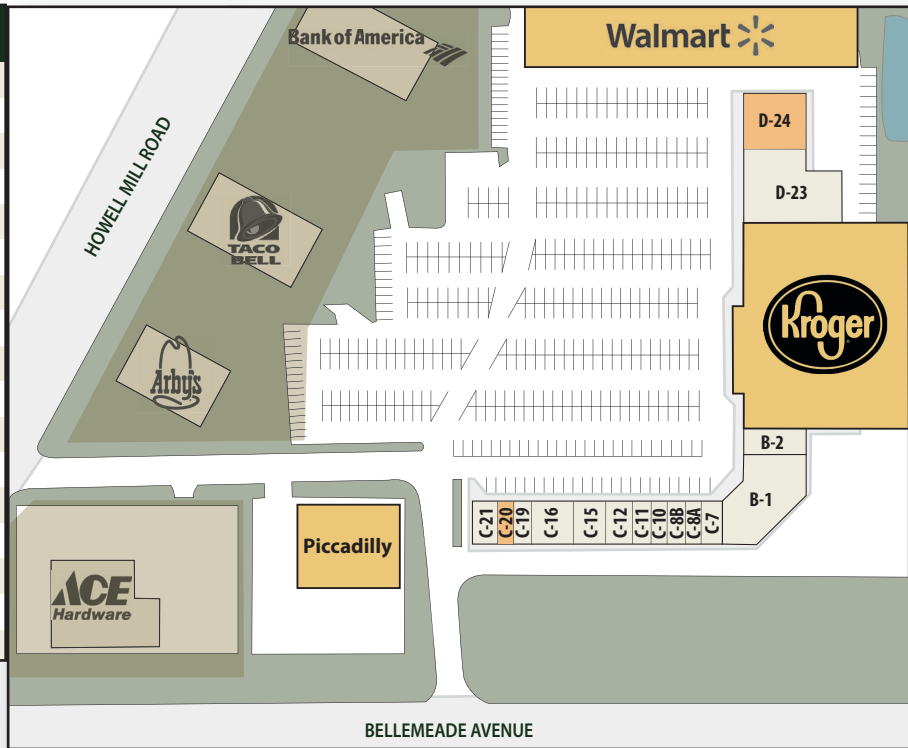 Bank of America
Walmart
D-24
HOWELL MILL ROAD
D-23
TACO
BELL
Kroger
Arby's
B-2
B-1
C-21
C-20
C-19
C-16
C-15
C-12
C-11
C-10
C-8B
C-8A
C-7
Piccadilly
ACE
Hardware
BELLEMEADE AVENUE